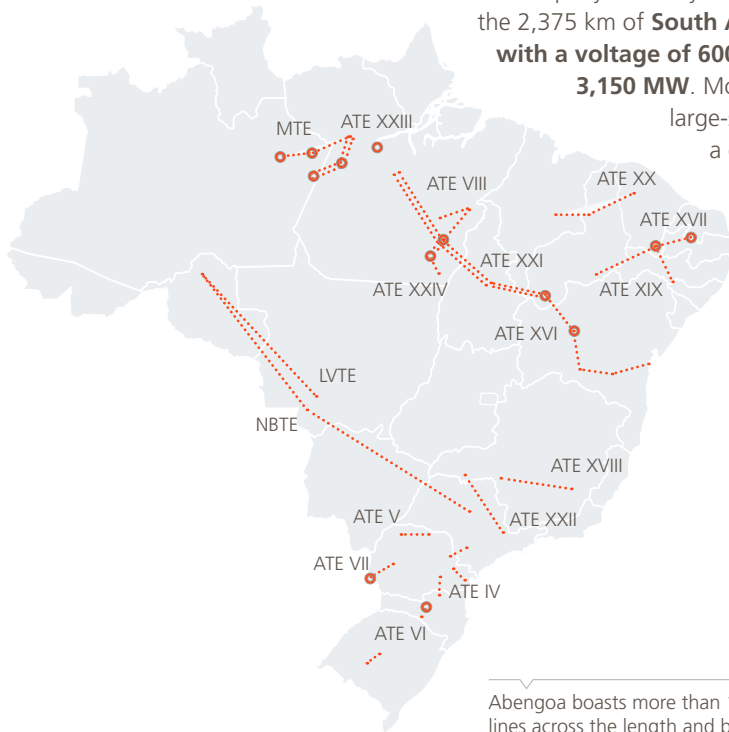 the 2,375 km of South
with a voltage of
3,150 MW. Mo
large-
a
MTE
ATE XXIII
ATE VIII
ATE XX
ATE XVII
ATE XXI
ATE XXIV
ATE XIX
ATE XVI
LVTE
NBTE
ATE XVIII
ATE V
ATE XXII
ATE VII
ATE IV
ATE VI
Abengoa boasts more than
lines across the length and b